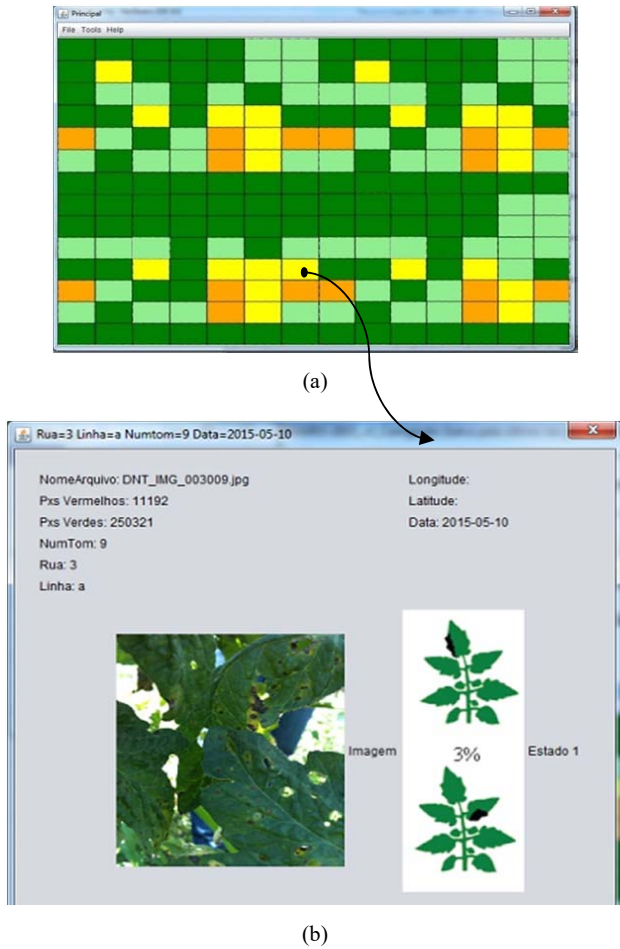 Principal
File Tools Help
(a)
Rua=3 Linha=a Numtom=9 Data=2015-05-10
NomeArquivo: DNT_IMG_003009.jpg
Longitude:
Pxs Vermelhos: 11192
Latitude:
Pxs Verdes: 250321
Data: 2015-05-10
NumTom: 9
Rua: 3
Linha: a
Imagem
3%
Estado 1
(b)